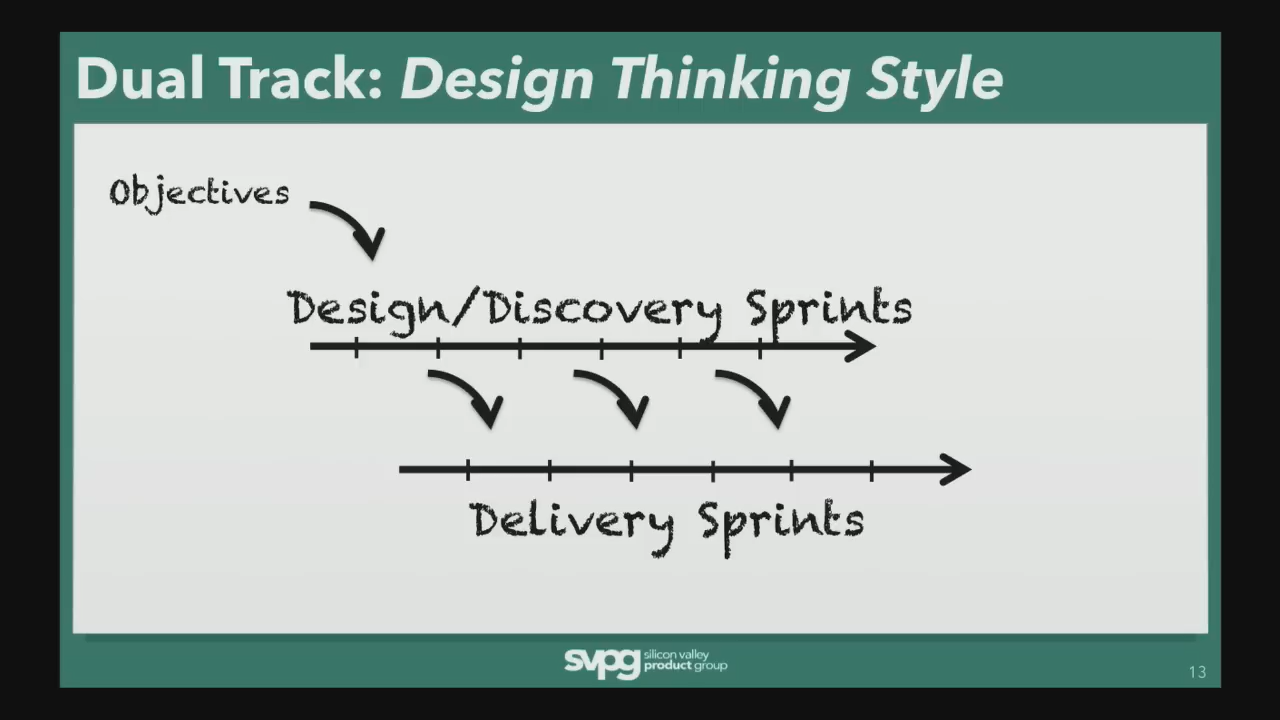 Dual Track: Design Thinking Style
Objectives
Design/Discovery Sprints
Delivery Sprints
svpg silicon valley
product group
13